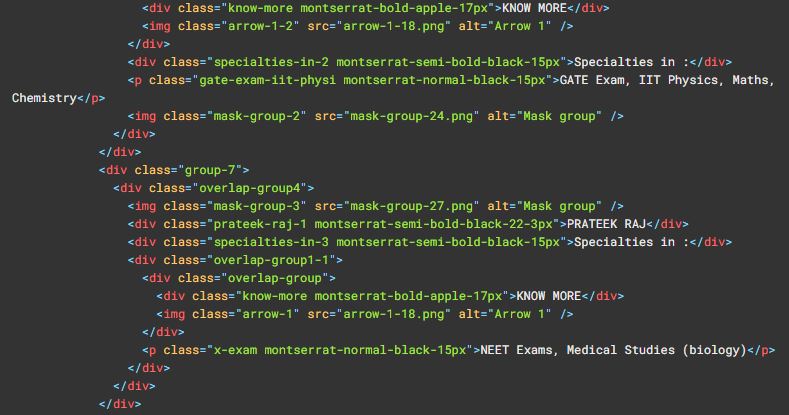 <div class="know-more montserrat-bold-apple-17px">KNOW MORE</div>
<img class="arrow-1-2" src="arrow-1-18.png" alt="Arrow 1" />
</div>
<div class="specialties-in-2 montserrat-semi-bold-black-15px">Specialties in :</div>
<p class="gate-exam-iit-physi montserrat-normal-black-15px">GATE Exam, IIT Physics, Maths,
Chemistry</p>
<img class="mask-group-2" src="mask-group-24.png" alt="Mask group" />
</div>
</div>
<div class="group-7">
<div class="overlap-group4">
<img class="mask-group-3" src="mask-group-27.png" alt="Mask group" />
<div class="prateek-raj-1 montserrat-semi-bold-black-22-3px">PRATEEK RAJ</div>
<div class="specialties-in-3 montserrat-semi-bold-black-15px">Specialties in :</div>
<div class="overlap-group1-1">
<div class="overlap-group">
<div class="know-more montserrat-bold-apple-17px">KNOW MORE</div>
<img class="arrow-1" src="arrow-1-18.png" alt="Arrow 1" />
</div>
<p class="x-exam montserrat-normal-black-15px">NEET Exams, Medical Studies (biology)</p>
</div>
</div>
</div>